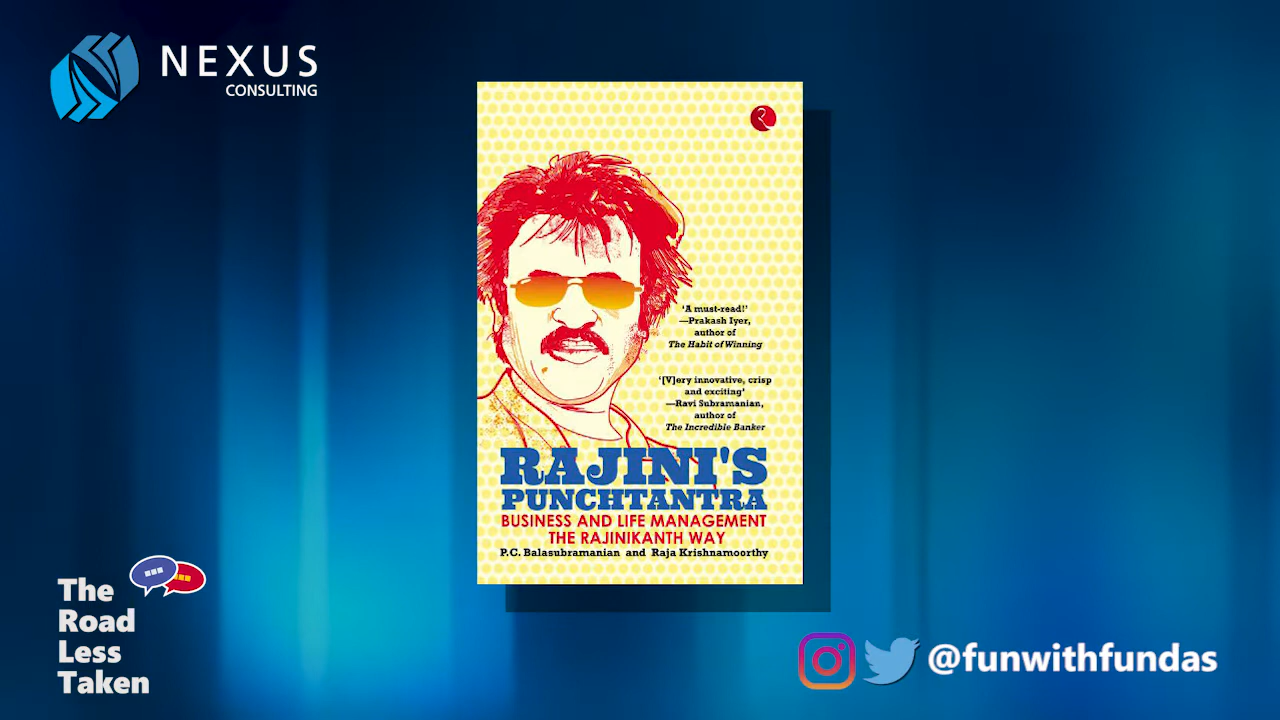 NEXUS
CONSULTING
'A must-read!'
—Prakash Iyer,
author of
The Habit of Winning
'[V]ery innovative, crisp
and exciting'
—Ravi Subramanian,
author of
The Incredible Banker
RAJINI'S
PUNCHTANTRA
BUSINESS AND LIFE MANAGEMENT
THE RAJINIKANTH WAY
P.C. Balasubramanian and Raja Krishnamoorthy
The
Road
Less
Taken
@funwithfundas